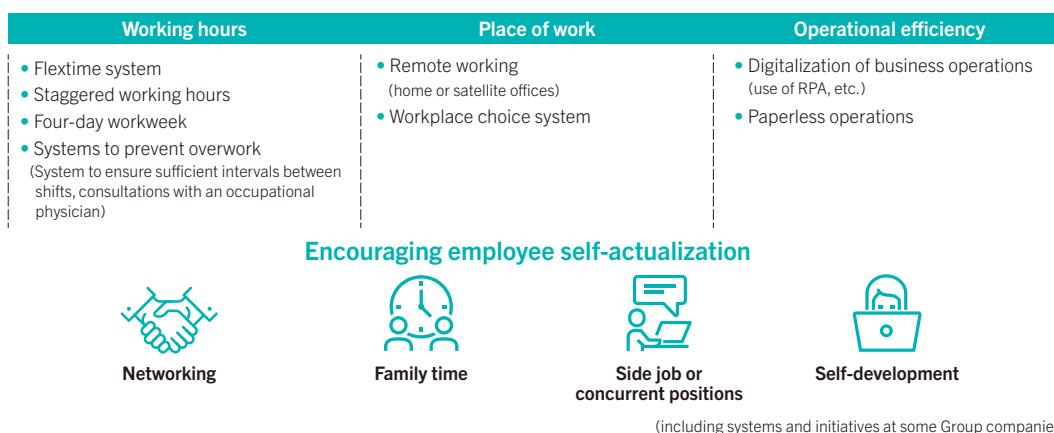 Working hours
Place of work
Operational efficiency
• Flextime system
• Staggered working hours
• Four-day workweek
• Systems to prevent overwork
(System to ensure sufficient intervals between
shifts, consultations with an occupational
physician)
• Remote working
(home or satellite offices)
• Workplace choice system
• Digitalization of business operations
(use of RPA, etc.)
• Paperless operations
Encouraging employee self-actualization
Networking
Family time
Side job or
concurrent positions
Self-development
(including systems and initiatives at some Group companie